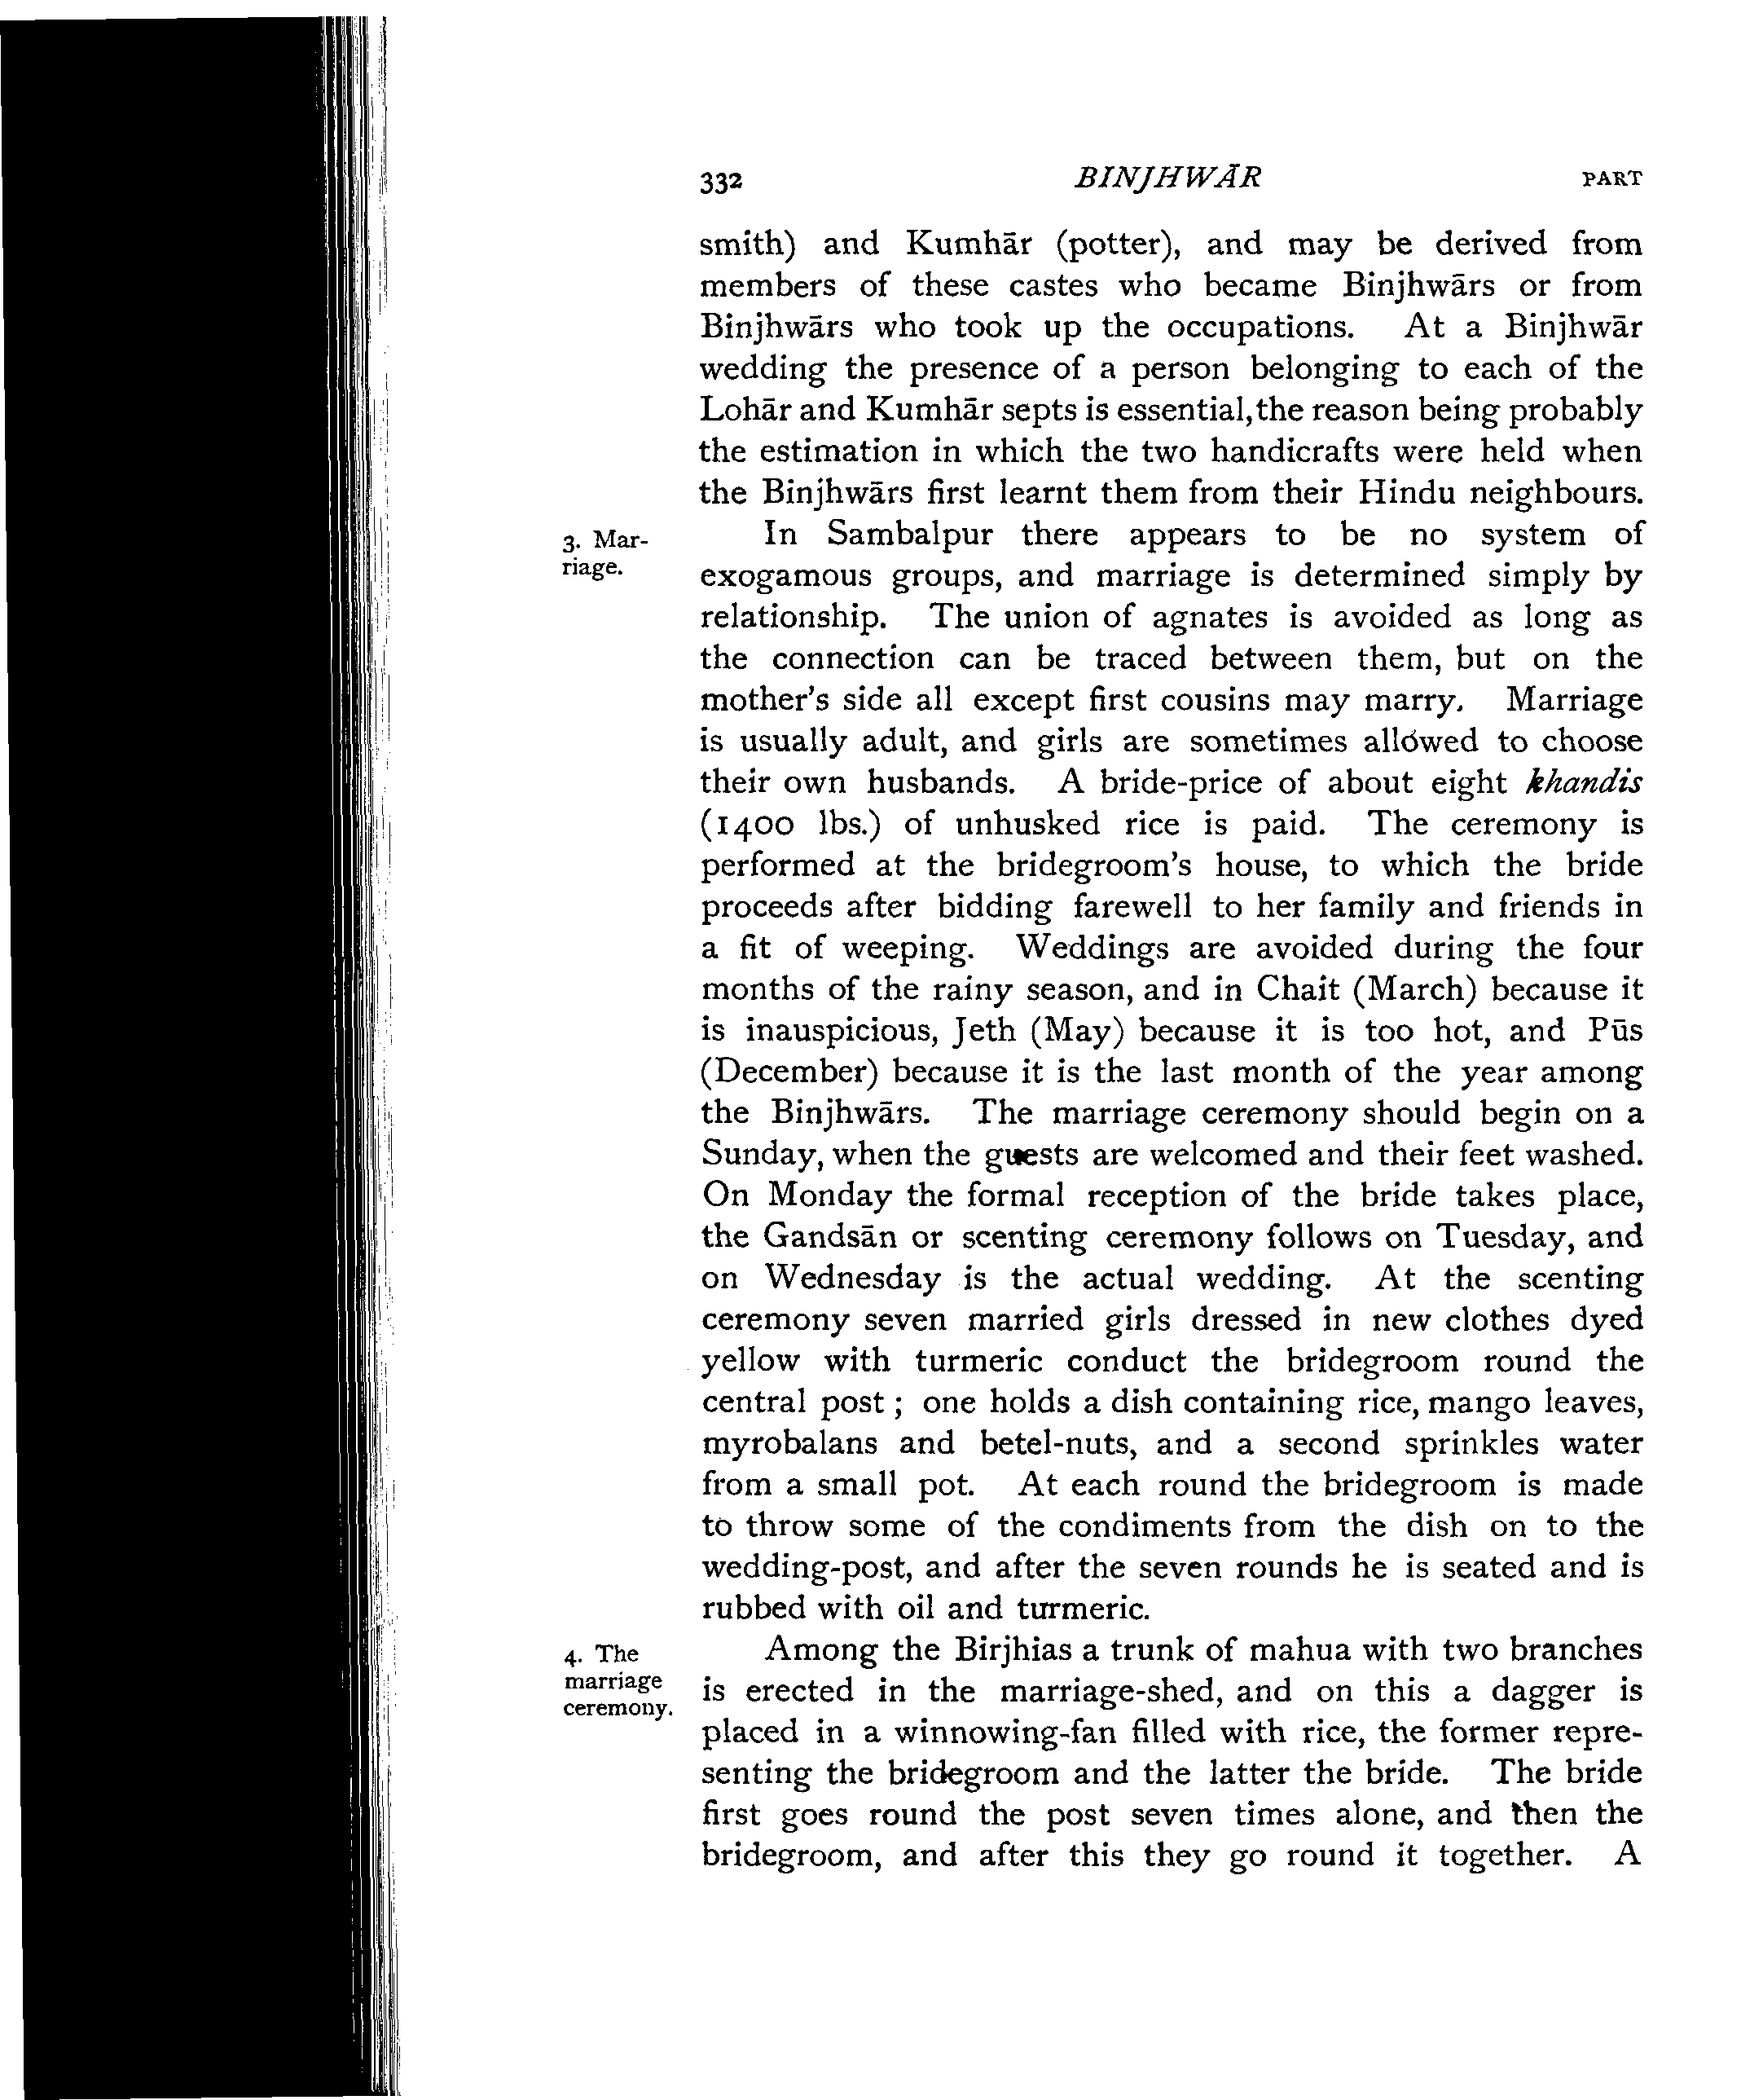 332 BINJHWĀR PART
smith) and Kumhār (potter), and may be derived from
members of these castes who became Binjhwārs or from
Binjhwārs who took up the occupations. At a Binjhwār
wedding the presence of a person belonging to each of the
Lohār and Kumhār septs is essential, the reason being probably
the estimation in which the two handicrafts were held when
the Binjhwārs first learnt them from their Hindu neighbours.
3. Mar-
riage.
In Sambalpur there appears to be no system of
exogamous groups, and marriage is determined simply by
relationship. The union of agnates is avoided as long as
the connection can be traced between them, but on the
mother's side all except first cousins may marry. Marriage
is usually adult, and girls are sometimes allowed to choose
their own husbands. A bride-price of about eight khandis
(1400 lbs.) of unhusked rice is paid. The ceremony is
performed at the bridegroom's house, to which the bride
proceeds after bidding farewell to her family and friends in
a fit of weeping. Weddings are avoided during the four
months of the rainy season, and in Chait (March) because it
is inauspicious, Jeth (May) because it is too hot, and Pūs
(December) because it is the last month of the year among
the Binjhwārs. The marriage ceremony should begin on a
Sunday, when the guests are welcomed and their feet washed.
On Monday the formal reception of the bride takes place,
the Gandsān or scenting ceremony follows on Tuesday, and
on Wednesday is the actual wedding. At the scenting
ceremony seven married girls dressed in new clothes dyed
yellow with turmeric conduct the bridegroom round the
central post ; one holds a dish containing rice, mango leaves,
myrobalans and betel-nuts, and a second sprinkles water
from a small pot. At each round the bridegroom is made
to throw some of the condiments from the dish on to the
wedding-post, and after the seven rounds he is seated and is
rubbed with oil and turmeric.
4. The
marriage
ceremony.
Among the Birjhias a trunk of mahua with two branches
is erected in the marriage-shed, and on this a dagger is
placed in a winnowing-fan filled with rice, the former repre-
senting the bridegroom and the latter the bride. The bride
first goes round the post seven times alone, and then the
bridegroom, and after this they go round it together. A